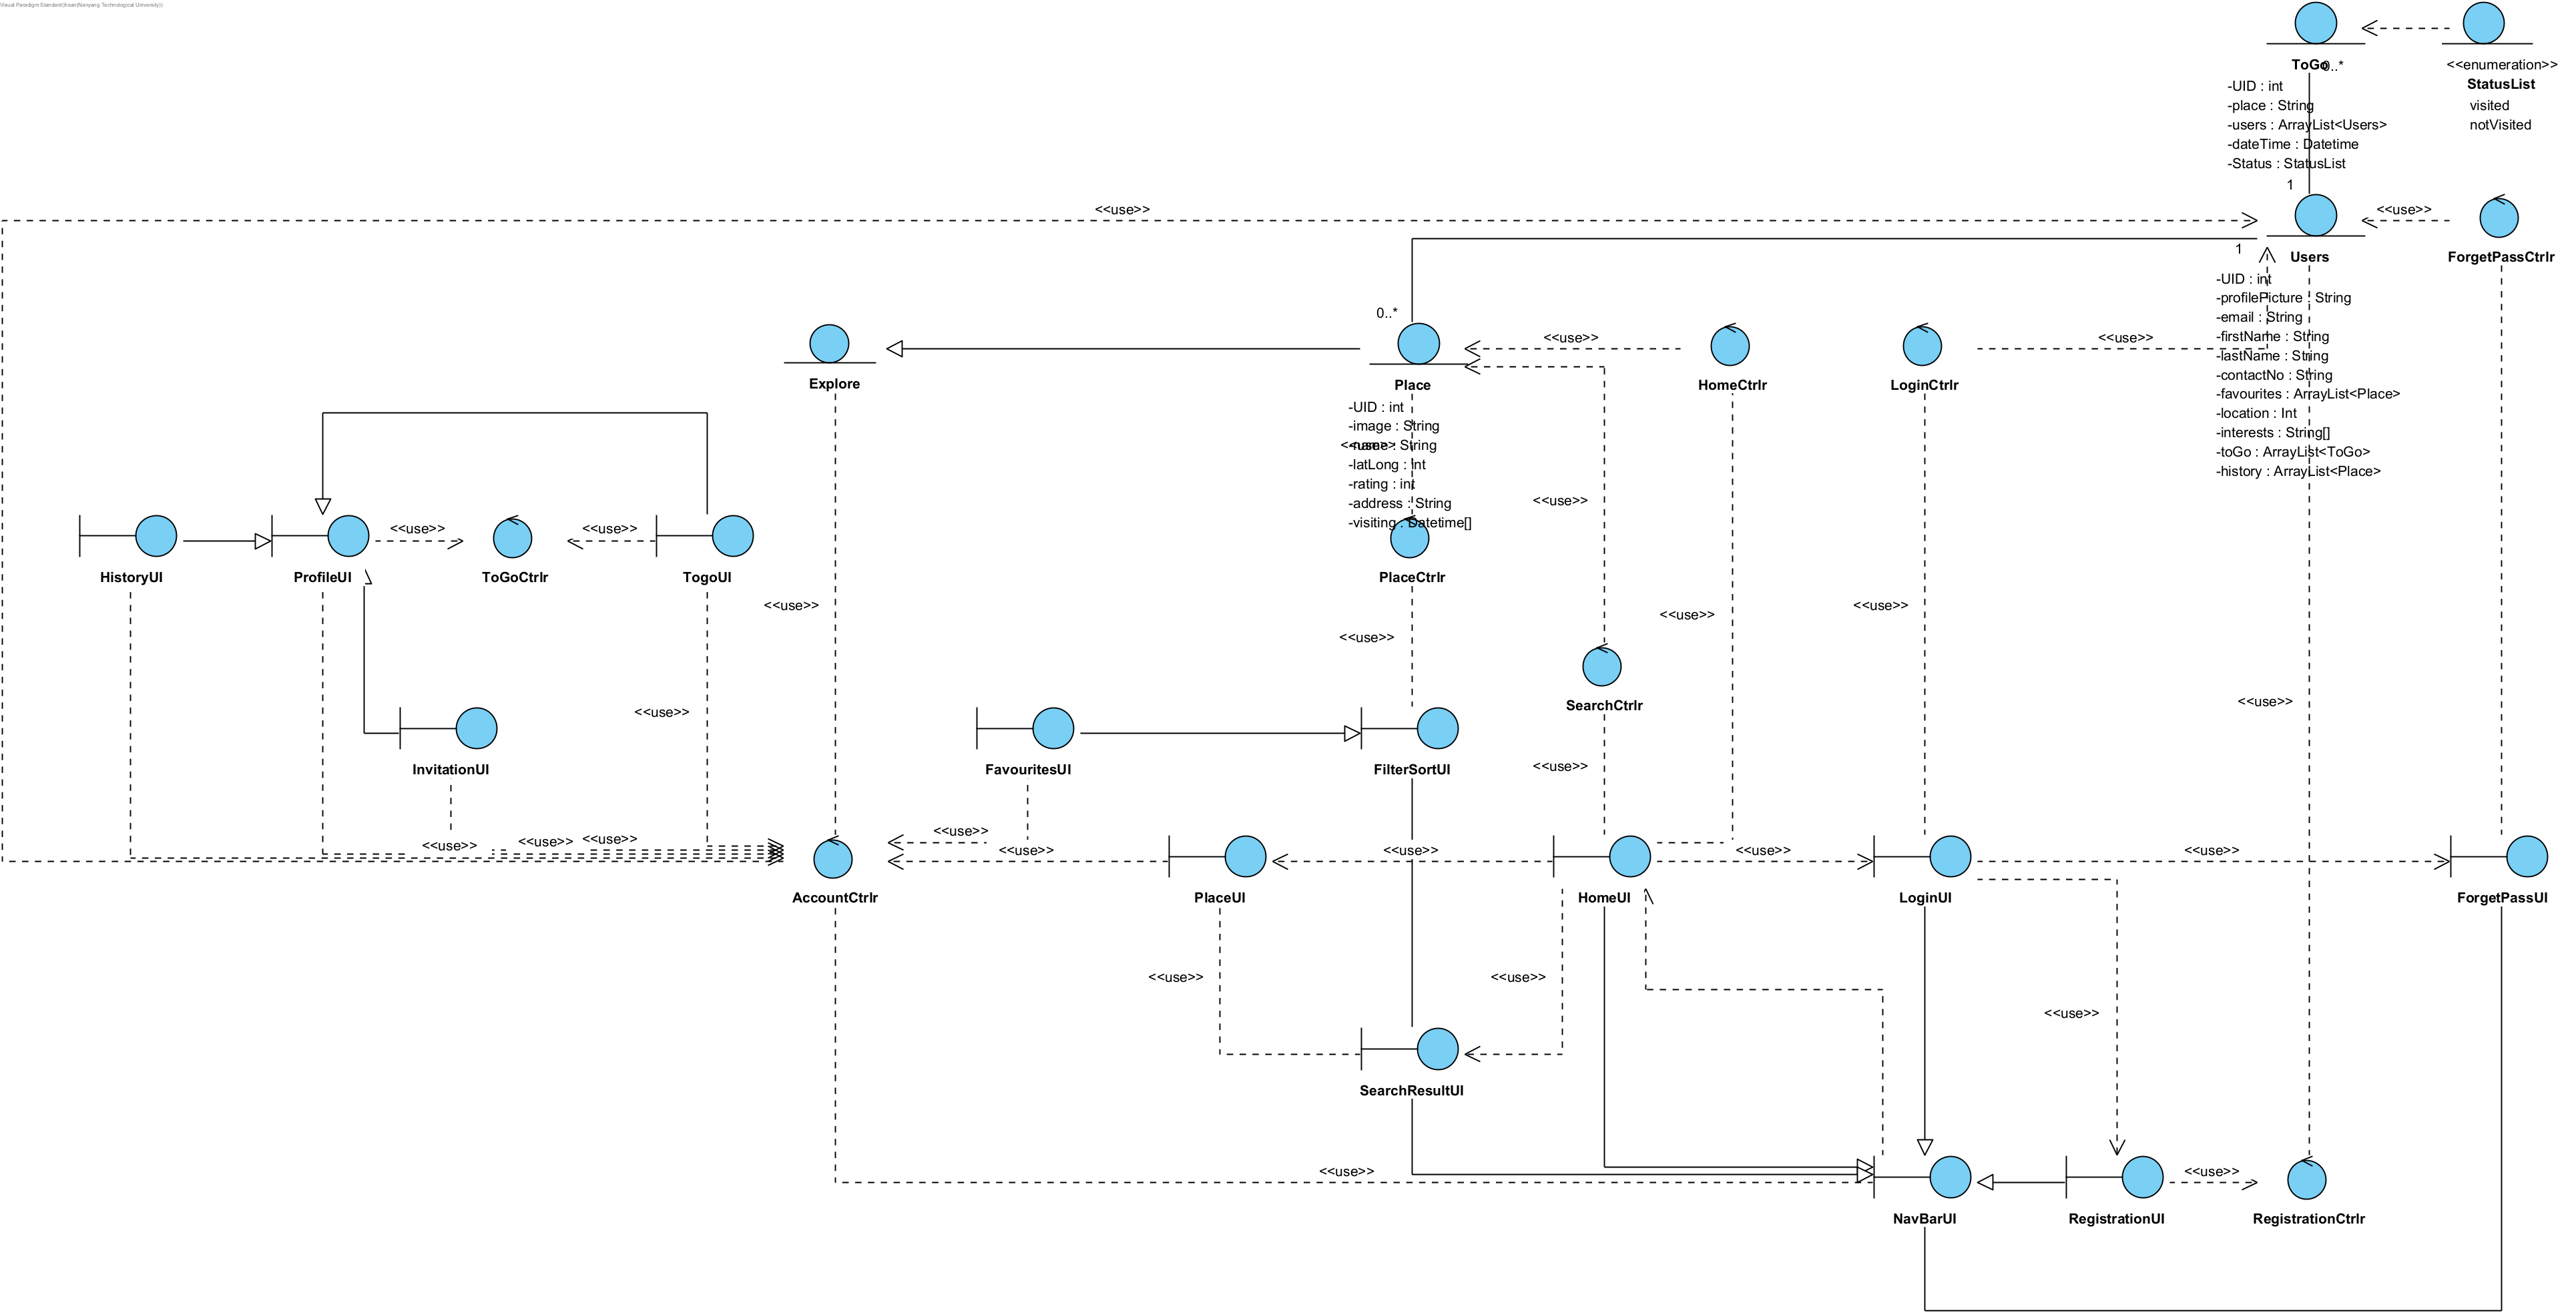 Visual Paradigm Standard(Ihsan(Nanyang Technological University))
ToGo
0..*
-UID : int
-place : String
-users : ArrayList<Users>
-dateTime : Datetime
-Status : StatusList
<<enumeration>>
StatusList
visited
notVisited
1
<<use>>
<<use>>
1
Users
ForgetPassCtrlr
-UID : int
-profilePicture : String
-email : String
-firstName : String
-lastName : String
-contactNo : String
-favourites : ArrayList<Place>
-location : Int
-interests : String[]
-toGo : ArrayList<ToGo>
-history : ArrayList<Place>
0..*
<<use>>
<<use>>
Explore
Place
HomeCtrlr
LoginCtrlr
-UID : int
-image : String
<<use>>
-name : String
-latLong : Int
-rating : int
-address : String
-visiting : Datetime[]
<<use>>
<<use>>
<<use>>
HistoryUI
ProfileUI
ToGoCtrlr
TogoUI
PlaceCtrlr
<<use>>
<<use>>
<<use>>
<<use>>
SearchCtrlr
<<use>>
<<use>>
InvitationUI
FavouritesUI
FilterSortUI
<<use>>
<<use>>
<<use>>
<<use>>
<<use>>
<<use>>
<<use>>
<<use>>
<<use>>
AccountCtrlr
PlaceUI
HomeUI
LoginUI
ForgetPassUI
<<use>>
<<use>>
<<use>>
SearchResultUI
<<use>>
<<use>>
NavBarUI
RegistrationUI
RegistrationCtrlr